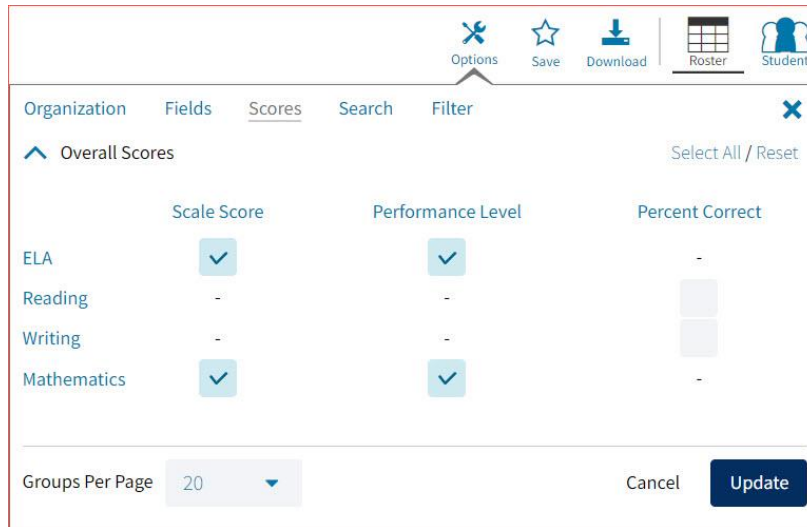 Options Save Download Roster Student
Organization Fields Scores Search Filter
Overall Scores Select All / Reset
Scale Score Performance Level Percent Correct
ELA -
Reading - -
Writing - -
Mathematics -
Groups Per Page 20 Cancel Update